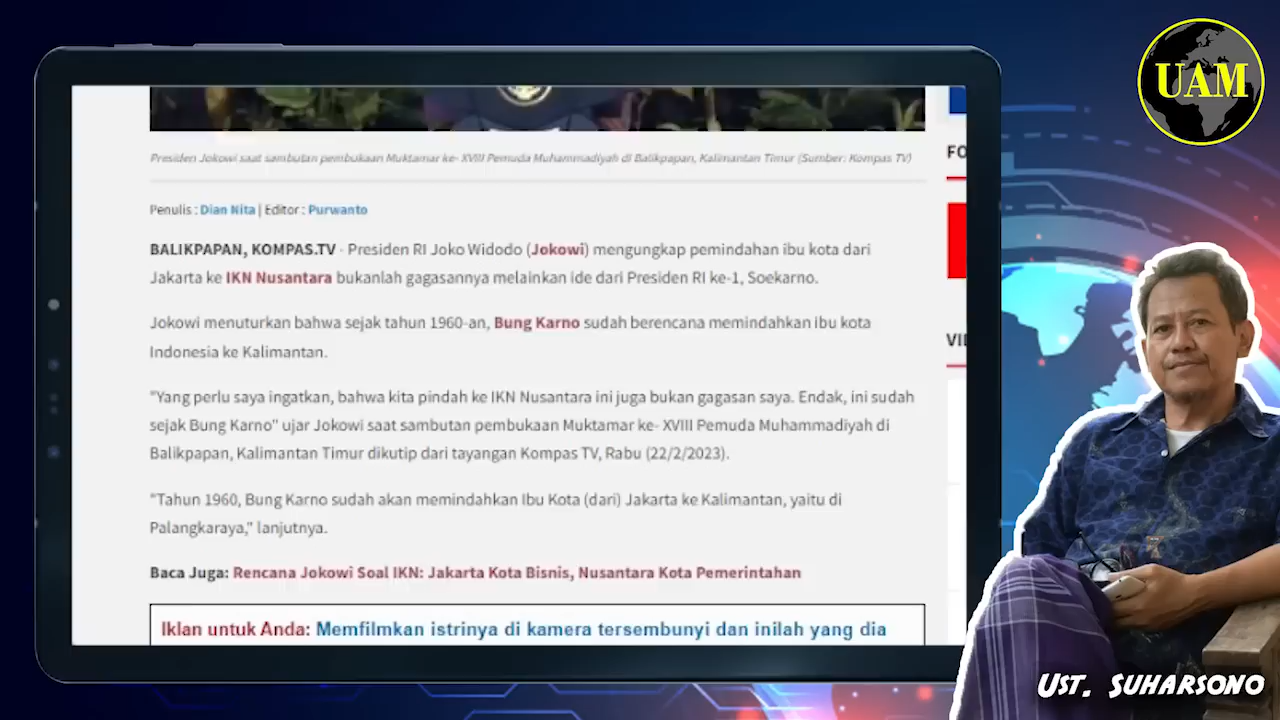 UAM
Presiden Jokowi saat sambutan pembukaan Muktamar ke- XVIII Pemuda Muhammadiyah di Balikpapan, Kalimantan Timur (Sumber: Kompas TV)
FO
Penulis : Dian Nita | Editor : Purwanto
BALIKPAPAN, KOMPAS.TV - Presiden RI Joko Widodo (Jokowi) mengungkap pemindahan ibu kota dari
Jakarta ke IKN Nusantara bukanlah gagasannya melainkan ide dari Presiden RI ke-1, Soekarno.
Jokowi menuturkan bahwa sejak tahun 1960-an, Bung Karno sudah berencana memindahkan ibu kota
Indonesia ke Kalimantan.
"Yang perlu saya ingatkan, bahwa kita pindah ke IKN Nusantara ini juga bukan gagasan saya. Endak, ini sudah
sejak Bung Karno" ujar Jokowi saat sambutan pembukaan Muktamar ke- XVIII Pemuda Muhammadiyah di
Balikpapan, Kalimantan Timur dikutip dari tayangan Kompas TV, Rabu (22/2/2023).
"Tahun 1960, Bung Karno sudah akan memindahkan Ibu Kota (dari) Jakarta ke Kalimantan, yaitu di
Palangkaraya," lanjutnya.
Baca Juga: Rencana Jokowi Soal IKN: Jakarta Kota Bisnis, Nusantara Kota Pemerintahan
Iklan untuk Anda: Memfilmkan istrinya di kamera tersembunyi dan inilah yang dia
UST. SUHARSONO